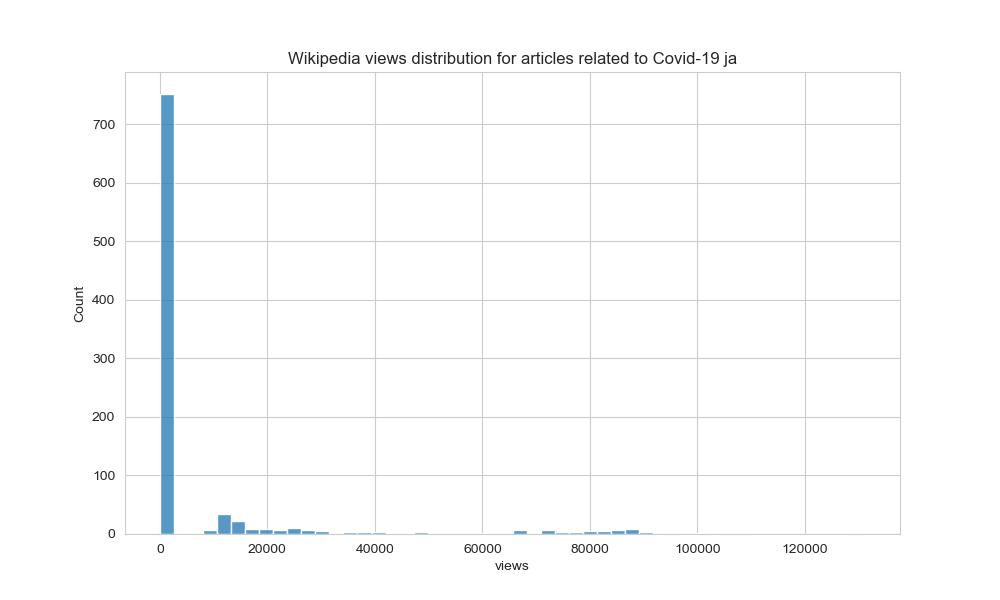 Wikipedia views distribution for articles related to Covid-19 ja
700
600
500
400
300
200
100
0
Count
0 20000 40000 60000 80000 100000 120000
views